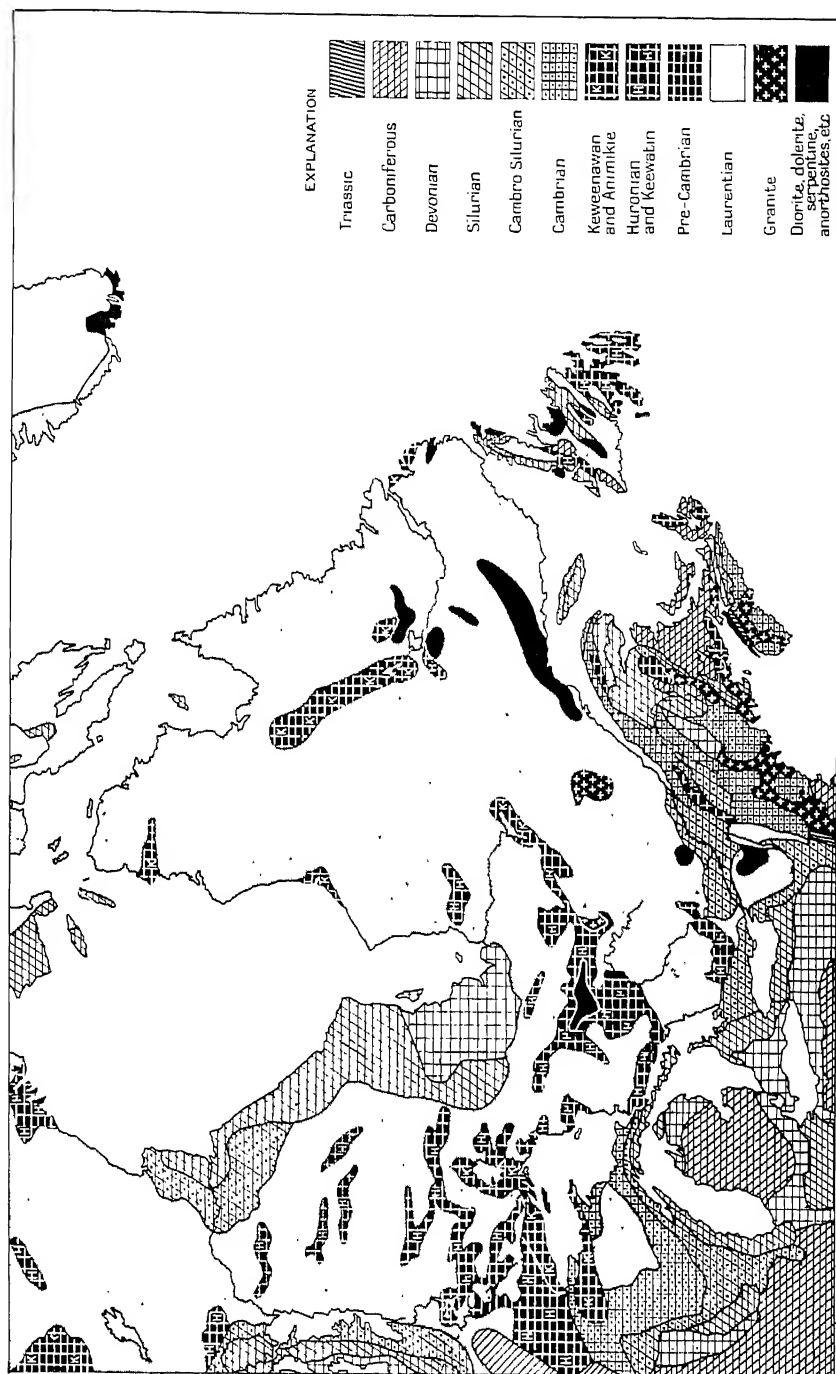 EXPLANATION
Triassic
Carboniferous
Devonian
Silurian
Cambro Silurian
Cambrian
Keweenawan
and Animikie
Huronian
and Keewatin
Pre-Cambrian
Laurentian
Granite
Diorite, dolerite,
serpentine,
anorthosites, etc